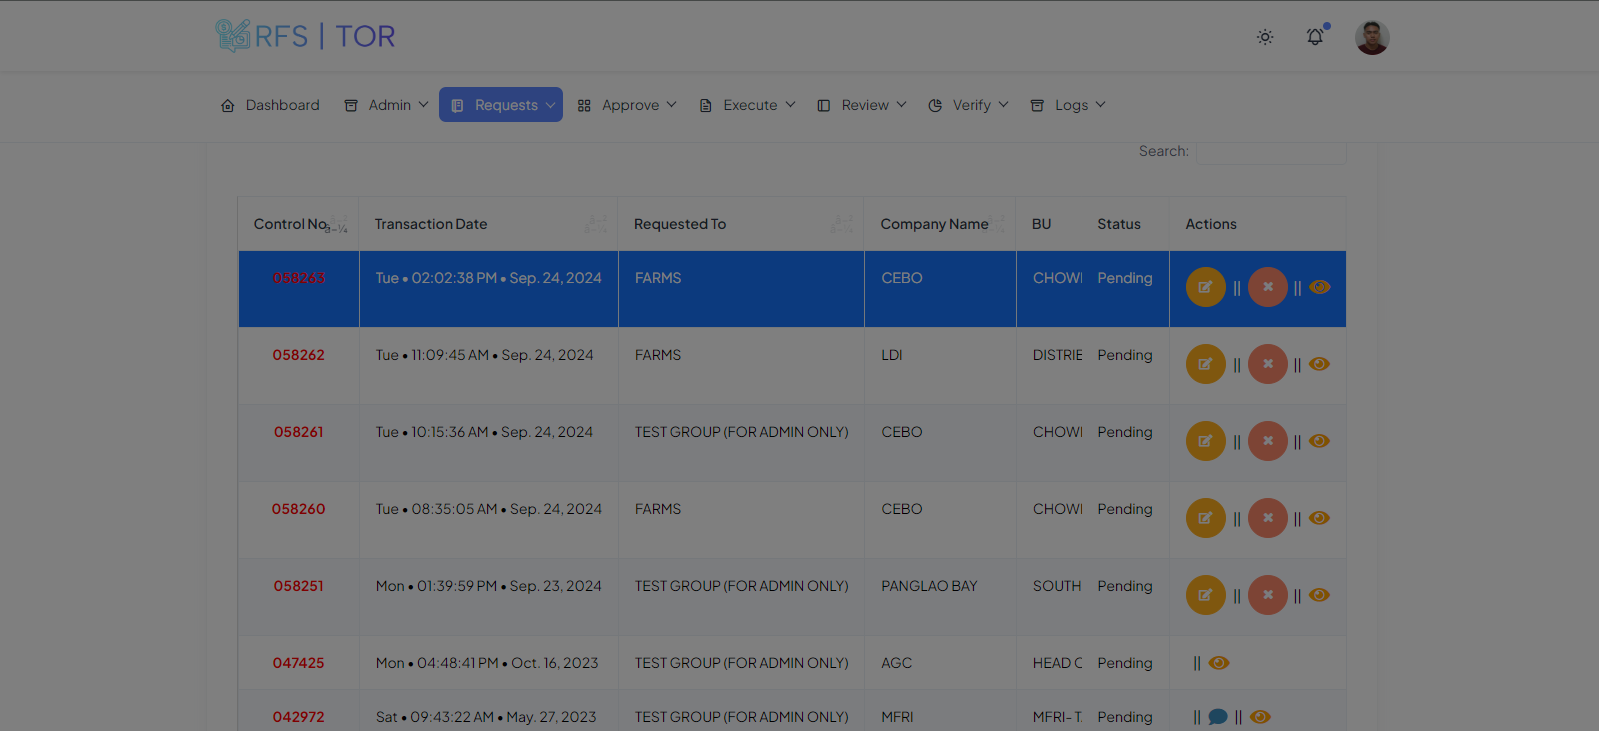 RFS | TOR
Dashboard Admin Requests Approve Execute Review Verify Logs
Search:
Control No. Transaction Date Requested To Company Name BU Status Actions
058263 Tue • 02:02:38 PM • Sep. 24, 2024 FARMS CEBO CHOWI Pending || ||
058262 Tue • 11:09:45 AM • Sep. 24, 2024 FARMS LDI DISTRIE Pending || ||
058261 Tue • 10:15:36 AM • Sep. 24, 2024 TEST GROUP (FOR ADMIN ONLY) CEBO CHOWI Pending || ||
058260 Tue • 08:35:05 AM • Sep. 24, 2024 FARMS CEBO CHOWI Pending || ||
058251 Mon • 01:39:59 PM • Sep. 23, 2024 TEST GROUP (FOR ADMIN ONLY) PANGLAO BAY SOUTH Pending || ||
047425 Mon • 04:48:41 PM • Oct. 16, 2023 TEST GROUP (FOR ADMIN ONLY) AGC HEAD C Pending ||
042972 Sat • 09:43:22 AM • May. 27, 2023 TEST GROUP (FOR ADMIN ONLY) MFRI MFRI- T. Pending || ||